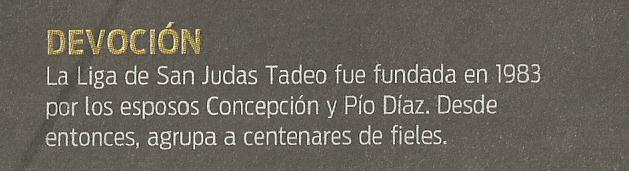 DEVOCIÓN
La Liga de San Judas Tadeo fue fundada en 1983
por los esposos Concepción y Pío Díaz. Desde
entonces, agrupa a centenares de fieles.